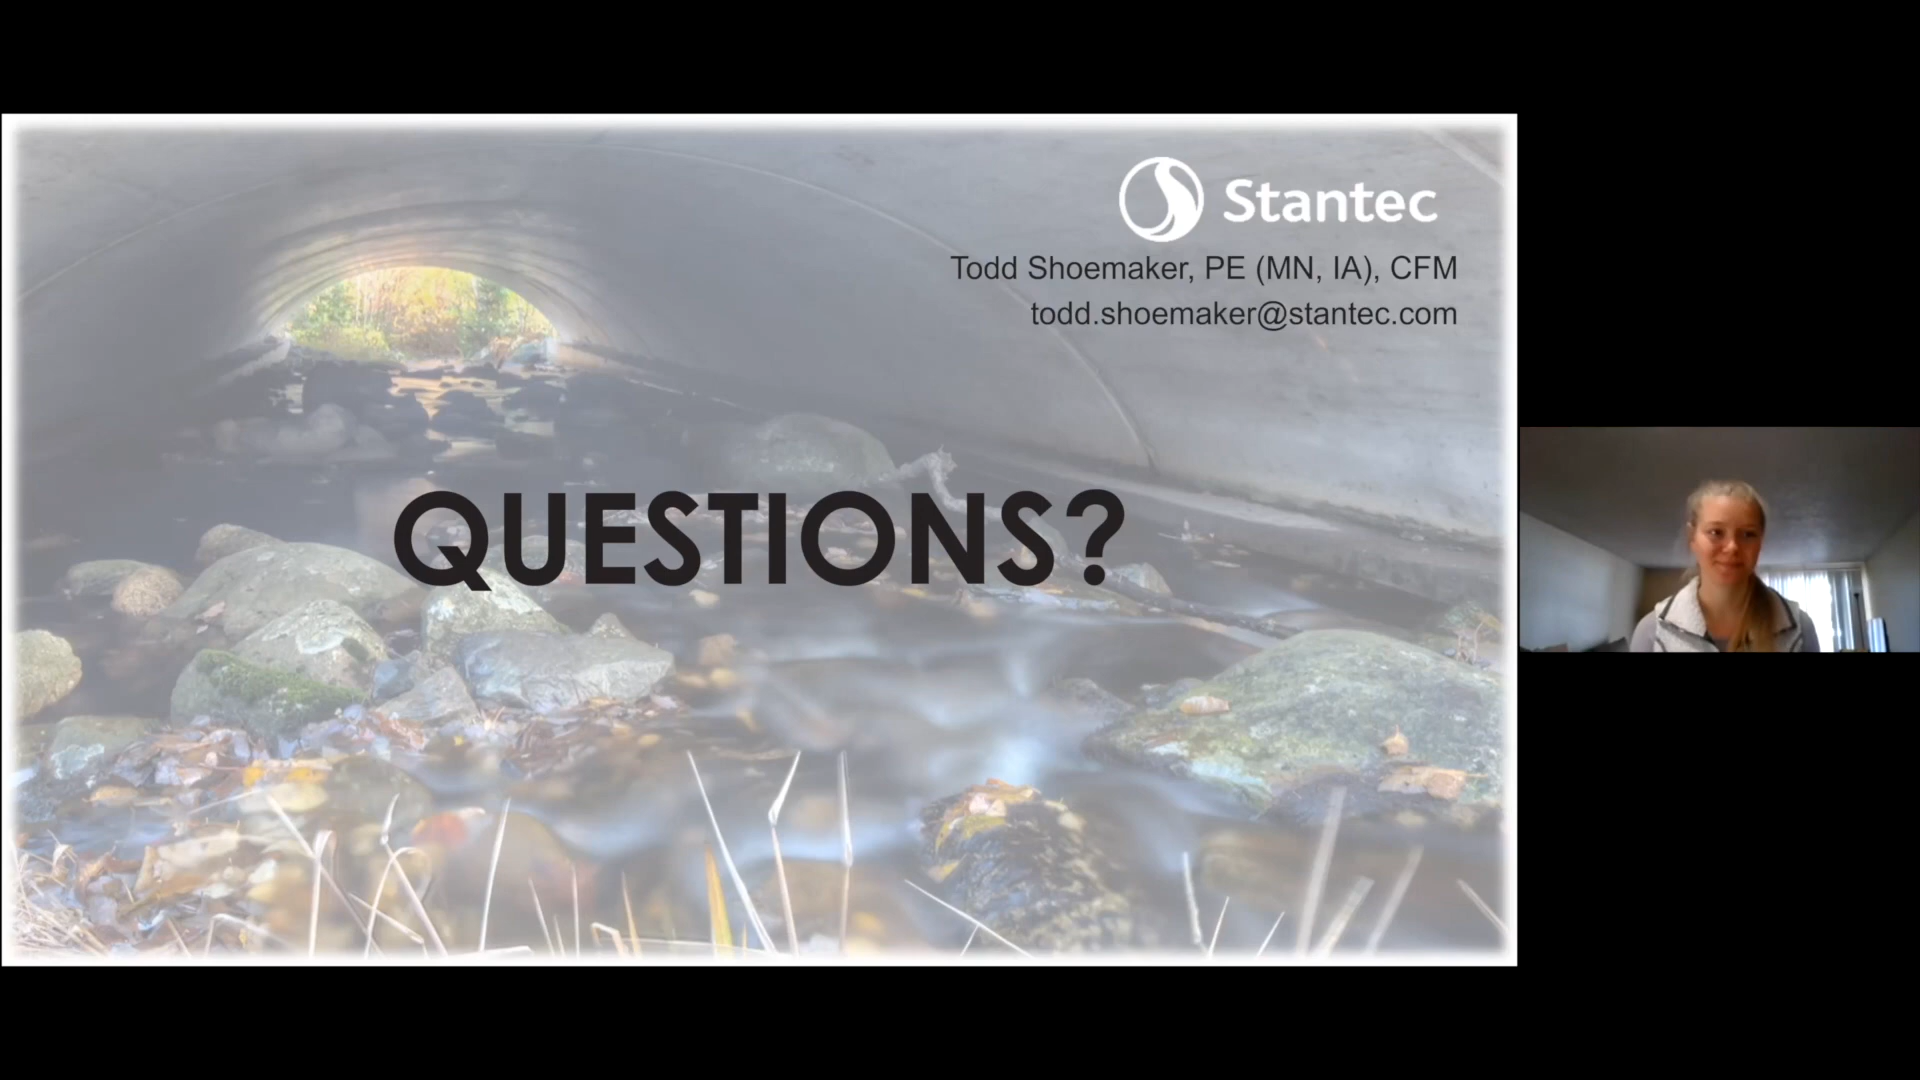 Stantec
Todd Shoemaker, PE (MN, IA), CFM
todd.shoemaker@stantec.com
QUESTIONS?